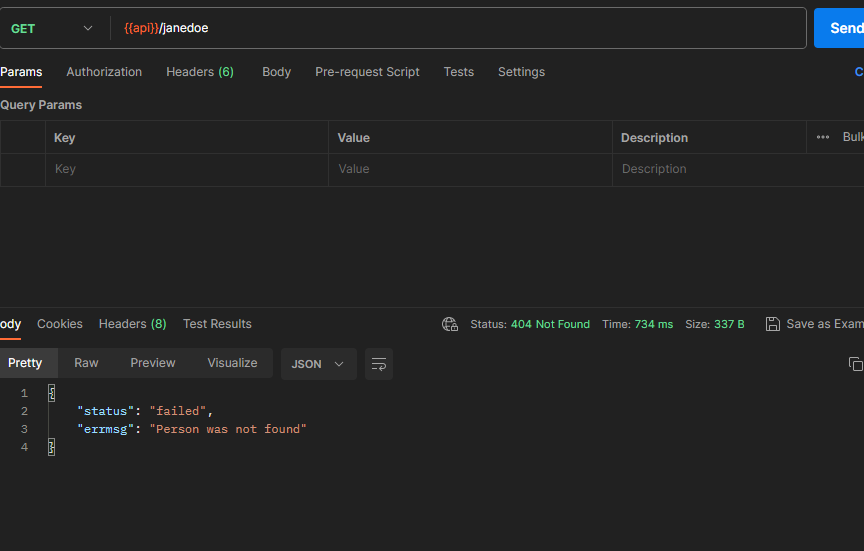 GET {{api}}/janedoe Send
Params Authorization Headers (6) Body Pre-request Script Tests Settings C
Query Params
Key Value Description ••• Bulk
Key Value Description
ody Cookies Headers (8) Test Results Status: 404 Not Found Time: 734 ms Size: 337 B Save as Exam
Pretty Raw Preview Visualize JSON
1 {
2 "status": "failed",
3 "errmsg": "Person was not found"
4 }